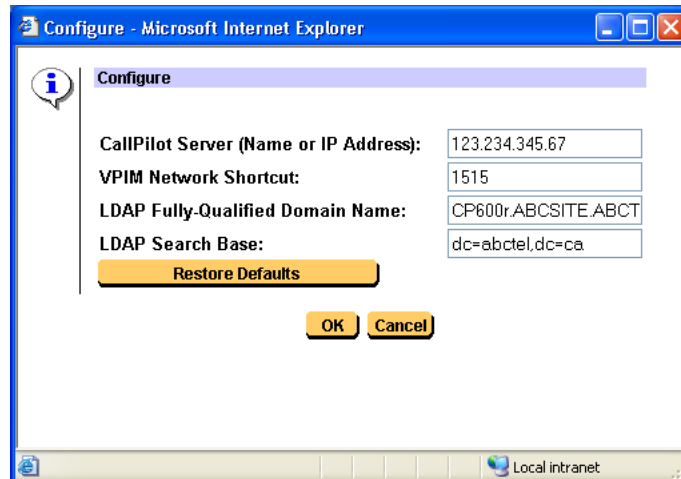 Configure - Microsoft Internet Explorer
Configure
CallPilot Server (Name or IP Address): 123.234.345.67
VPIM Network Shortcut: 1515
LDAP Fully-Qualified Domain Name: CP600r.ABCSITE.ABCT
LDAP Search Base: dc=abctel,dc=ca
Restore Defaults
OK Cancel
Local intranet